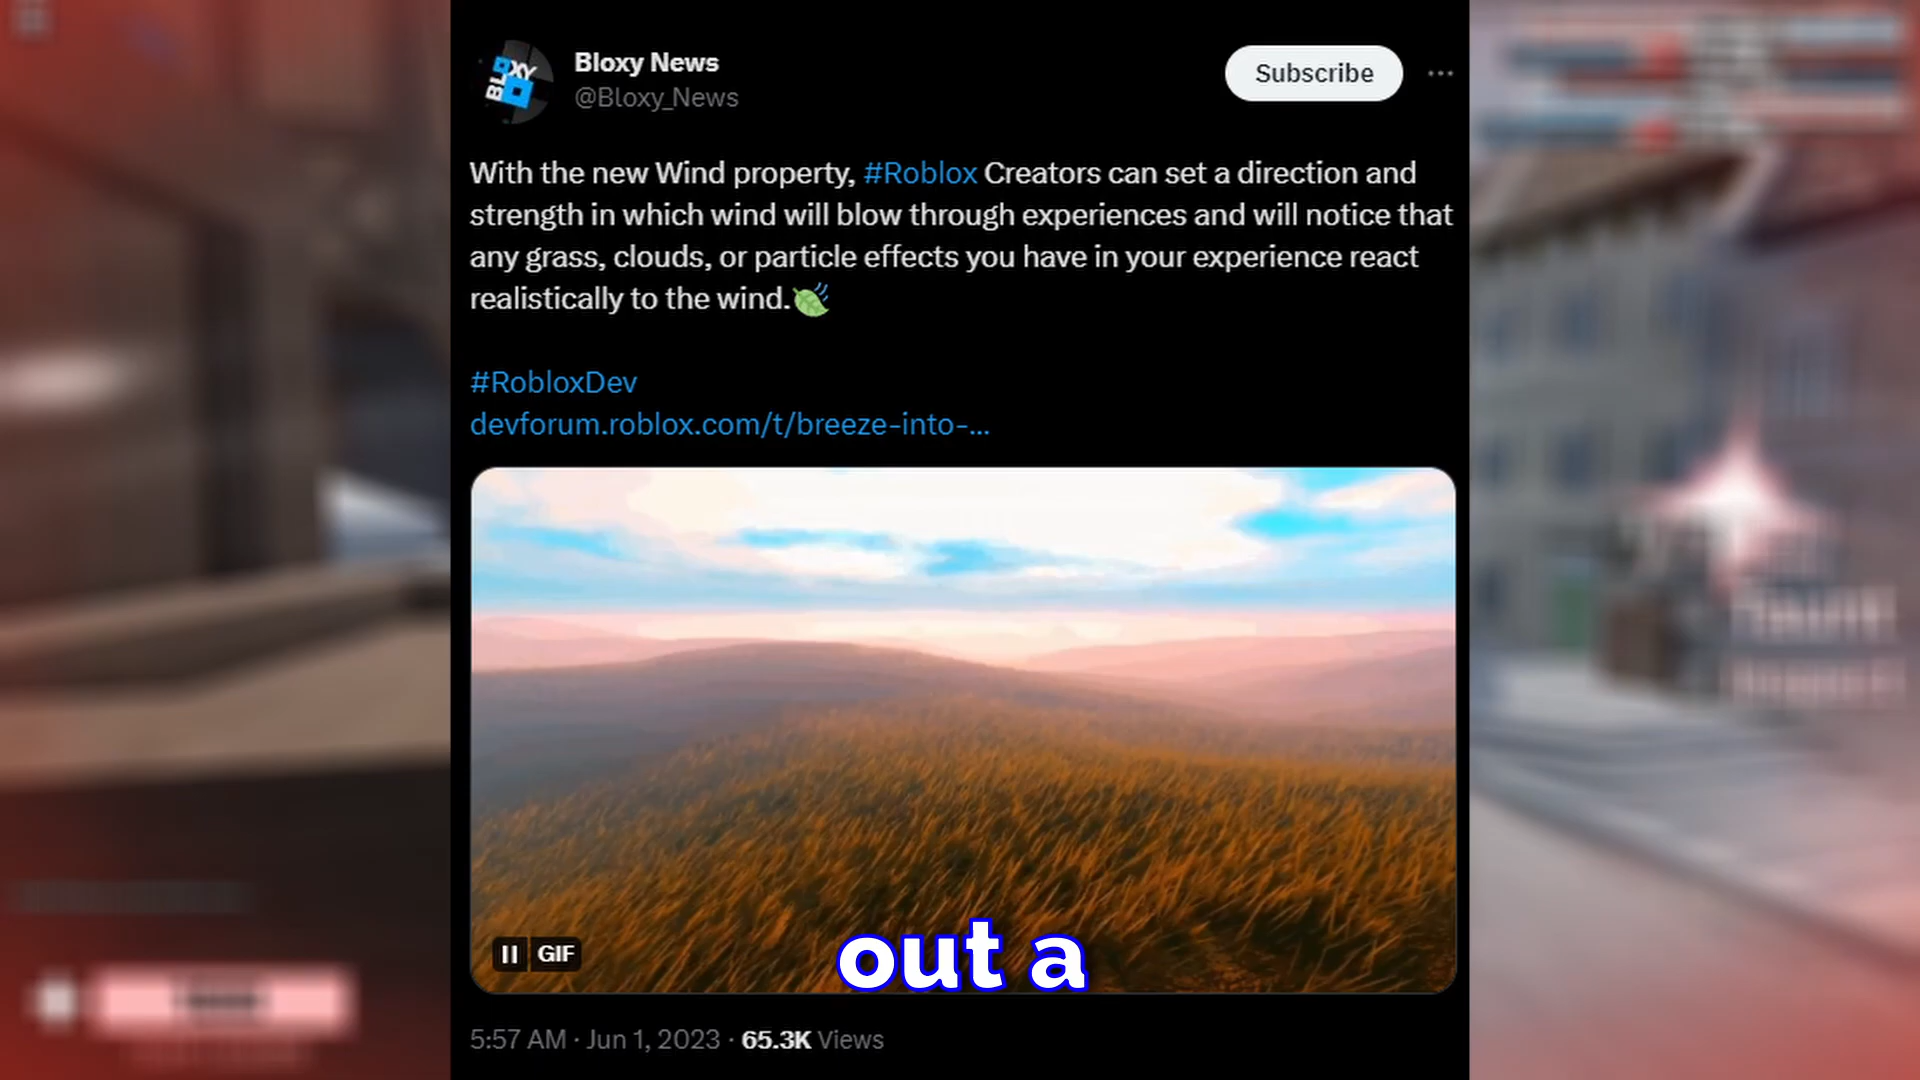 BLOXY
Bloxy News
@Bloxy_News
Subscribe
With the new Wind property, #Roblox Creators can set a direction and
strength in which wind will blow through experiences and will notice that
any grass, clouds, or particle effects you have in your experience react
realistically to the wind.
#RobloxDev
devforum.roblox.com/t/breeze-into-...
GIF
out a
5:57 AM · Jun 1, 2023 · 65.3K Views